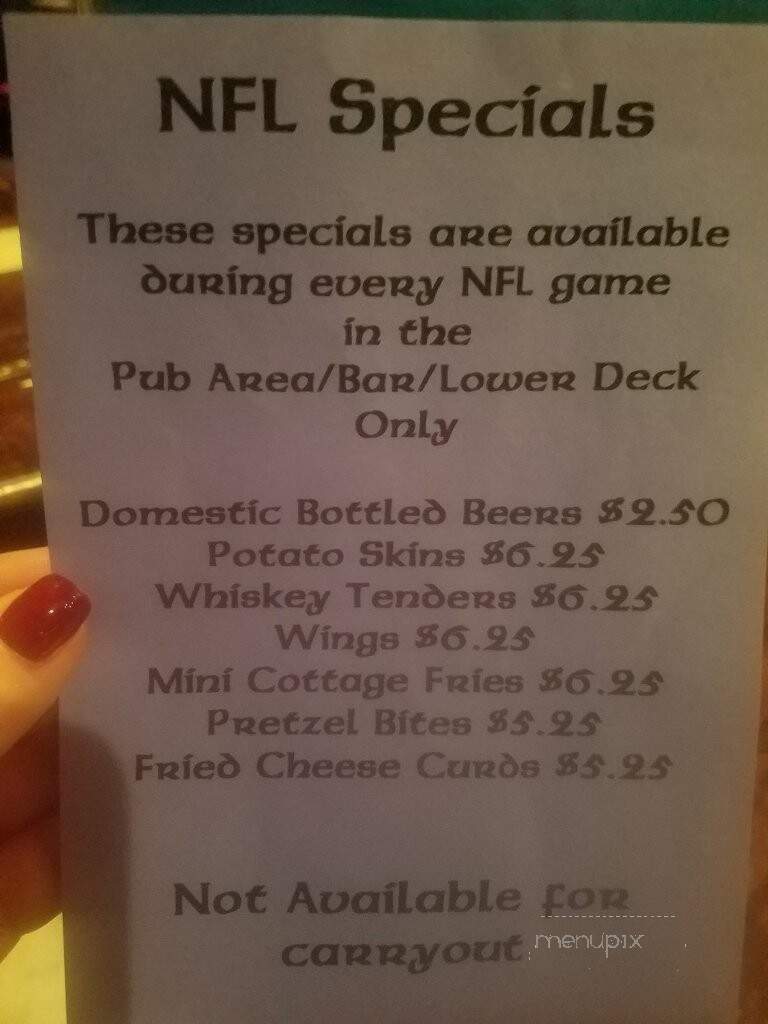 NFL Specials
These specials are available
during every NFL game
in the
Pub Area/Bar/Lower Deck
Only
Domestic Bottled Beers $2.50
Potato Skins $6.25
Whiskey Tenders $6.25
Wings $6.25
Mini Cottage Fries $6.25
Pretzel Bites $5.25
Fried Cheese Curds $5.25
Not Available for
carryout
menupix